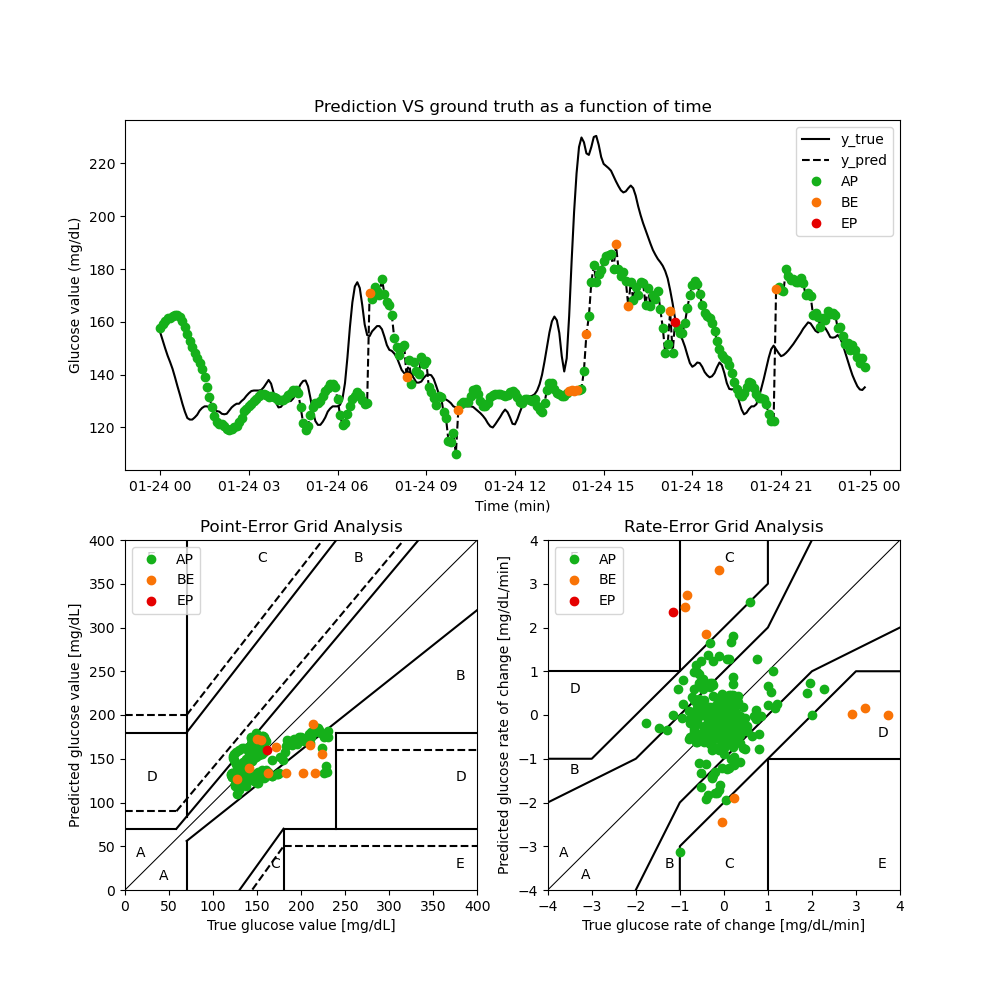 Prediction VS ground truth as a function of time
Glucose value (mg/dL)
220
200
180
160
140
120
y_true
y_pred
AP
BE
EP
01-24 00 01-24 03 01-24 06 01-24 09 01-24 12 01-24 15 01-24 18 01-24 21 01-25 00
Time (min)
Point-Error Grid Analysis
Predicted glucose value [mg/dL]
400
350
300
250
200
150
100
50
0
AP
BE
EP
C
B
B
D
D
A
A
C
E
0 50 100 150 200 250 300 350 400
True glucose value [mg/dL]
Rate-Error Grid Analysis
Predicted glucose rate of change [mg/dL/min]
4
3
2
1
0
−1
−2
−3
−4
AP
BE
EP
C
D
D
B
A
A
B
C
E
−4 −3 −2 −1 0 1 2 3 4
True glucose rate of change [mg/dL/min]